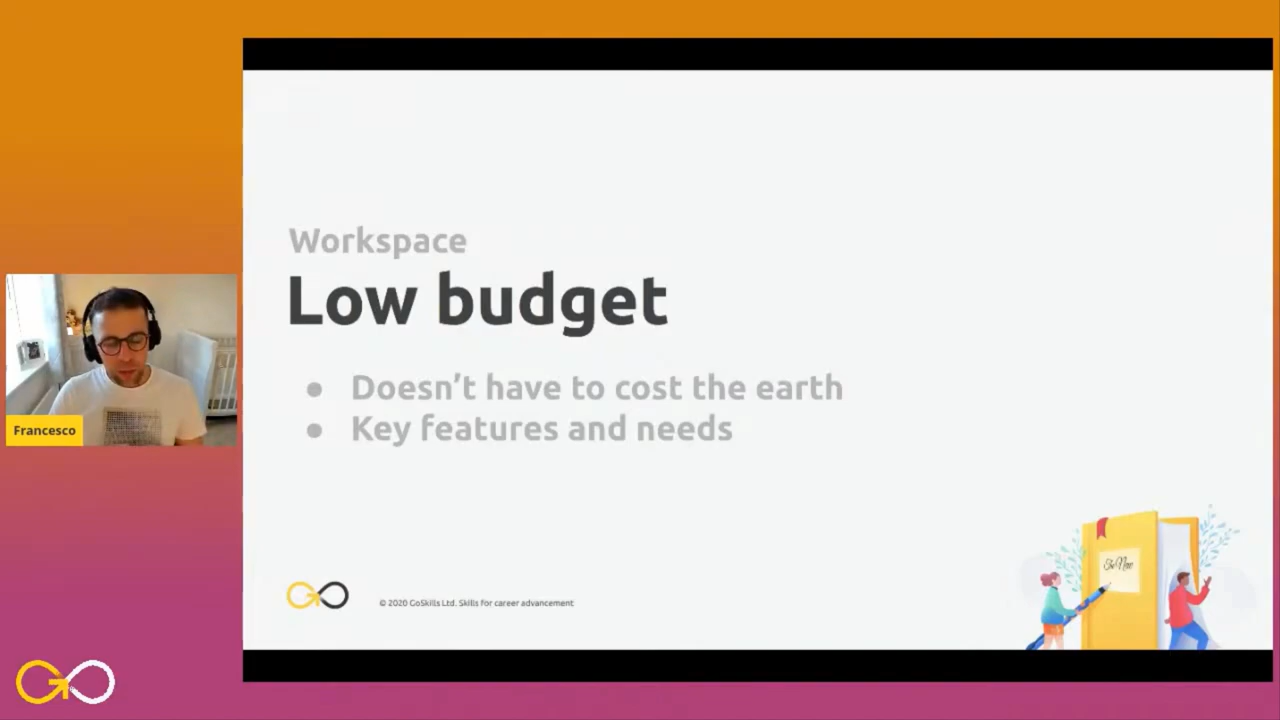 Workspace
Low budget
Doesn't have to cost the earth
Key features and needs
Francesco
© 2020 GoSkills Ltd. Skills for career advancement